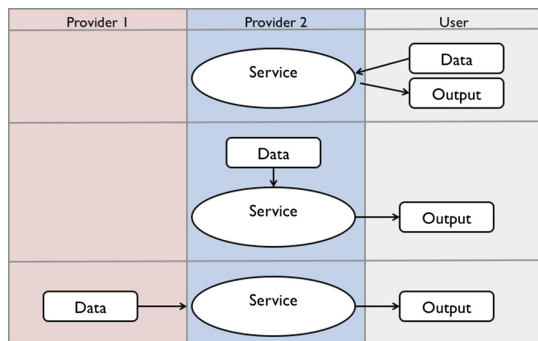 Provider 1 Provider 2 User
Service Data
Output
Data
Service Output
Data Service Output